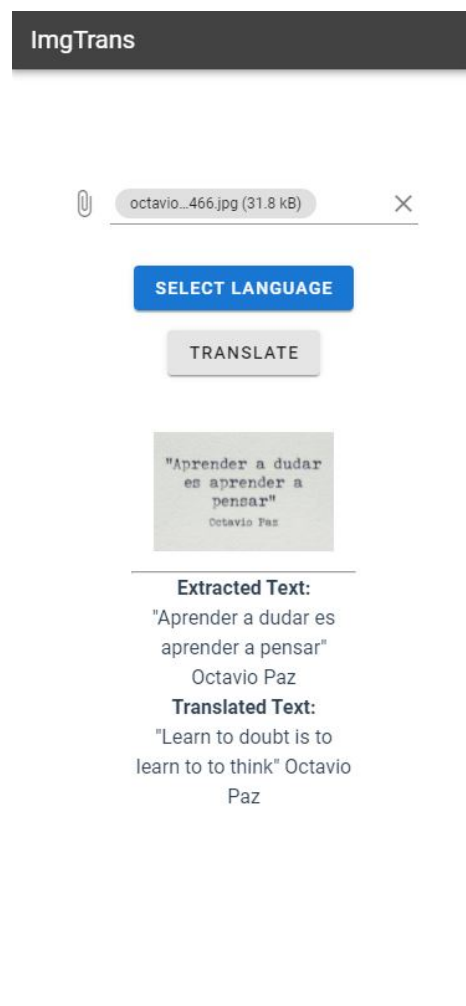 ImgTrans
octavio...466.jpg (31.8 kB)
SELECT LANGUAGE
TRANSLATE
"Aprender a dudar
es aprender a
pensar"
Octavio Paz
Extracted Text:
"Aprender a dudar es
aprender a pensar"
Octavio Paz
Translated Text:
"Learn to doubt is to
learn to to think" Octavio
Paz